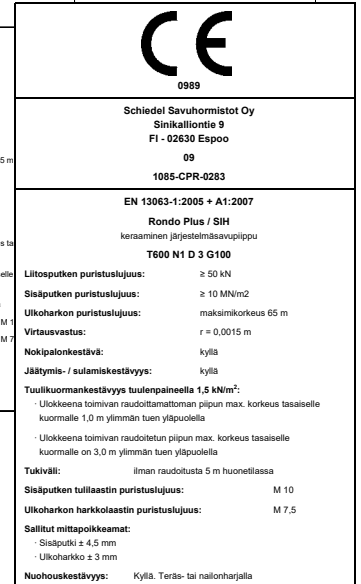 CE
0989
Schiedel Savuhormistot Oy
Sinikalliontie 9
FI - 02630 Espoo
09
1085-CPR-0283
EN 13063-1:2005 + A1:2007
Rondo Plus / SIH
keraaminen järjestelmäsavupiippu
T600 N1 D 3 G100
Liitosputken puristuslujuus: ≥ 50 kN
Sisäputken puristuslujuus: ≥ 10 MN/m2
Ulkoharkon puristuslujuus: maksimikorkeus 65 m
Virtausvastus: r = 0,0015 m
Nokipalonkestävä: kyllä
Jäätymis- / sulamiskestävyys: kyllä
Tuulikuormankestävyys tuulenpaineella 1,5 kN/m²:
· Ulokkeena toimivan raudoittamattoman piipun max. korkeus tasaiselle
kuormalle 1,0 m ylimmän tuen yläpuolella
· Ulokkeena toimivan raudoitetun piipun max. korkeus tasaiselle
kuormalle on 3,0 m ylimmän tuen yläpuolella
Tukiväli: ilman raudoitusta 5 m huonetilassa
Sisäputken tulilaastin puristuslujuus: M 10
Ulkoharkon harkkolaastin puristuslujuus: M 7,5
Sallitut mittapoikkeamat:
· Sisäputki ± 4,5 mm
· Ulkoharkko ± 3 mm
Nuohouskestävyys: Kyllä. Teräs- tai nailonharjalla
5 m
s ta
elle
M 1
M 7